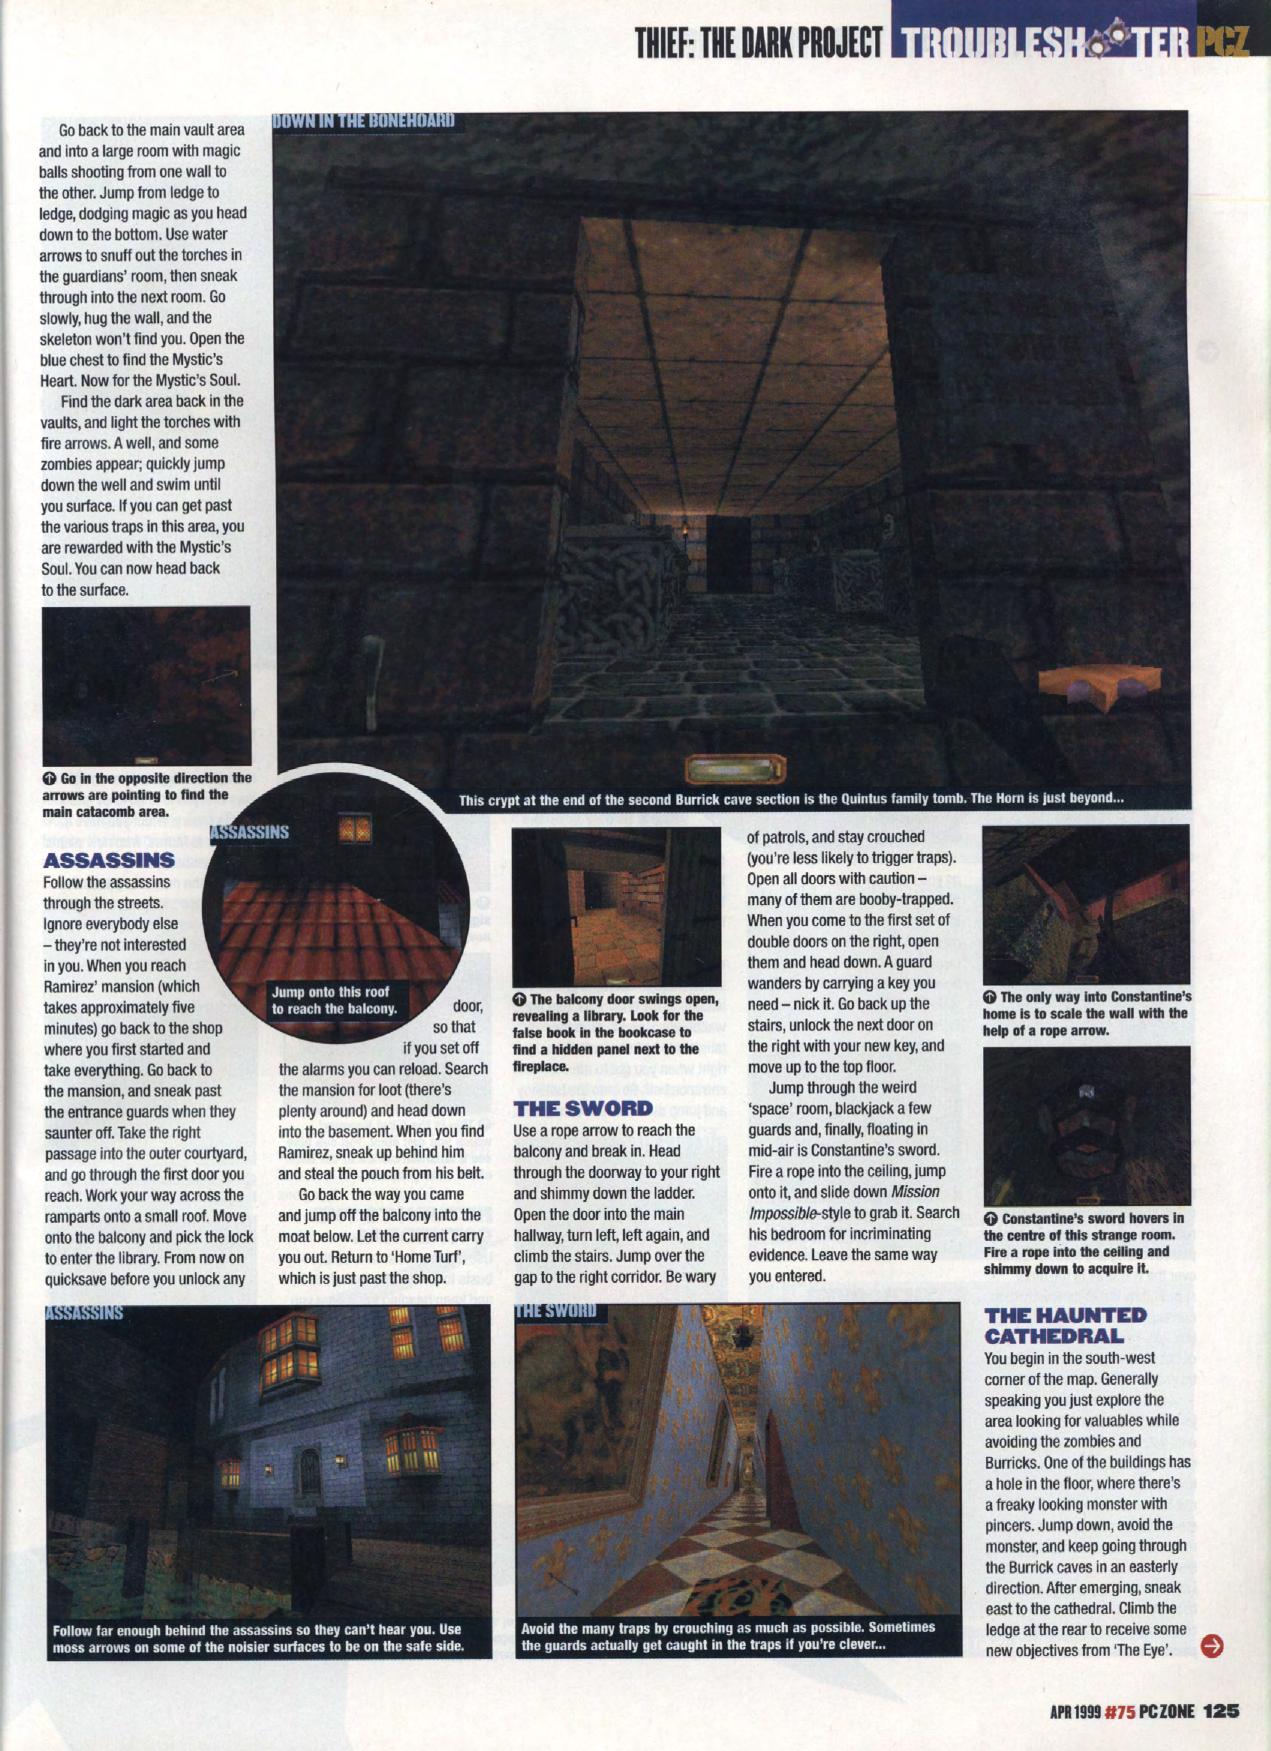 THIEF: THE DARK PROJECT TROUBLESHOOTER PCZ
Go back to the main vault area
and into a large room with magic
balls shooting from one wall to
the other. Jump from ledge to
ledge, dodging magic as you head
down to the bottom. Use water
arrows to snuff out the torches in
the guardians' room, then sneak
through into the next room. Go
slowly, hug the wall, and the
skeleton won't find you. Open the
blue chest to find the Mystic's
Heart. Now for the Mystic's Soul.
Find the dark area back in the
vaults, and light the torches with
fire arrows. A well, and some
zombies appear; quickly jump
down the well and swim until
you surface. If you can get past
the various traps in this area, you
are rewarded with the Mystic's
Soul. You can now head back
to the surface.
DOWN IN THE BONEHOARD
This crypt at the end of the second Burrick cave section is the Quintus family tomb. The Horn is just beyond...
Go in the opposite direction the
arrows are pointing to find the
main catacomb area.
ASSASSINS
Follow the assassins
through the streets.
Ignore everybody else
– they're not interested
in you. When you reach
Ramirez' mansion (which
takes approximately five
minutes) go back to the shop
where you first started and
take everything. Go back to
the mansion, and sneak past
the entrance guards when they
saunter off. Take the right
passage into the outer courtyard,
and go through the first door you
reach. Work your way across the
ramparts onto a small roof. Move
onto the balcony and pick the lock
to enter the library. From now on
quicksave before you unlock any
ASSASSINS
Jump onto this roof
to reach the balcony.
door,
so that
if you set off
the alarms you can reload. Search
the mansion for loot (there's
plenty around) and head down
into the basement. When you find
Ramirez, sneak up behind him
and steal the pouch from his belt.
Go back the way you came
and jump off the balcony into the
moat below. Let the current carry
you out. Return to 'Home Turf',
which is just past the shop.
ASSASSINS
Follow far enough behind the assassins so they can't hear you. Use
moss arrows on some of the noisier surfaces to be on the safe side.
The balcony door swings open,
revealing a library. Look for the
false book in the bookcase to
find a hidden panel next to the
fireplace.
THE SWORD
Use a rope arrow to reach the
balcony and break in. Head
through the doorway to your right
and shimmy down the ladder.
Open the door into the main
hallway, turn left, left again, and
climb the stairs. Jump over the
gap to the right corridor. Be wary
of patrols, and stay crouched
(you're less likely to trigger traps).
Open all doors with caution –
many of them are booby-trapped.
When you come to the first set of
double doors on the right, open
them and head down. A guard
wanders by carrying a key you
need – nick it. Go back up the
stairs, unlock the next door on
the right with your new key, and
move up to the top floor.
Jump through the weird
'space' room, blackjack a few
guards and, finally, floating in
mid-air is Constantine's sword.
Fire a rope into the ceiling, jump
onto it, and slide down Mission
Impossible-style to grab it. Search
his bedroom for incriminating
evidence. Leave the same way
you entered.
THE SWORD
Avoid the many traps by crouching as much as possible. Sometimes
the guards actually get caught in the traps if you're clever...
The only way into Constantine's
home is to scale the wall with the
help of a rope arrow.
Constantine's sword hovers in
the centre of this strange room.
Fire a rope into the ceiling and
shimmy down to acquire it.
THE HAUNTED
CATHEDRAL
You begin in the south-west
corner of the map. Generally
speaking you just explore the
area looking for valuables while
avoiding the zombies and
Burricks. One of the buildings has
a hole in the floor, where there's
a freaky looking monster with
pincers. Jump down, avoid the
monster, and keep going through
the Burrick caves in an easterly
direction. After emerging, sneak
east to the cathedral. Climb the
ledge at the rear to receive some
new objectives from 'The Eye'.
APR 1999 #75 PC ZONE 125